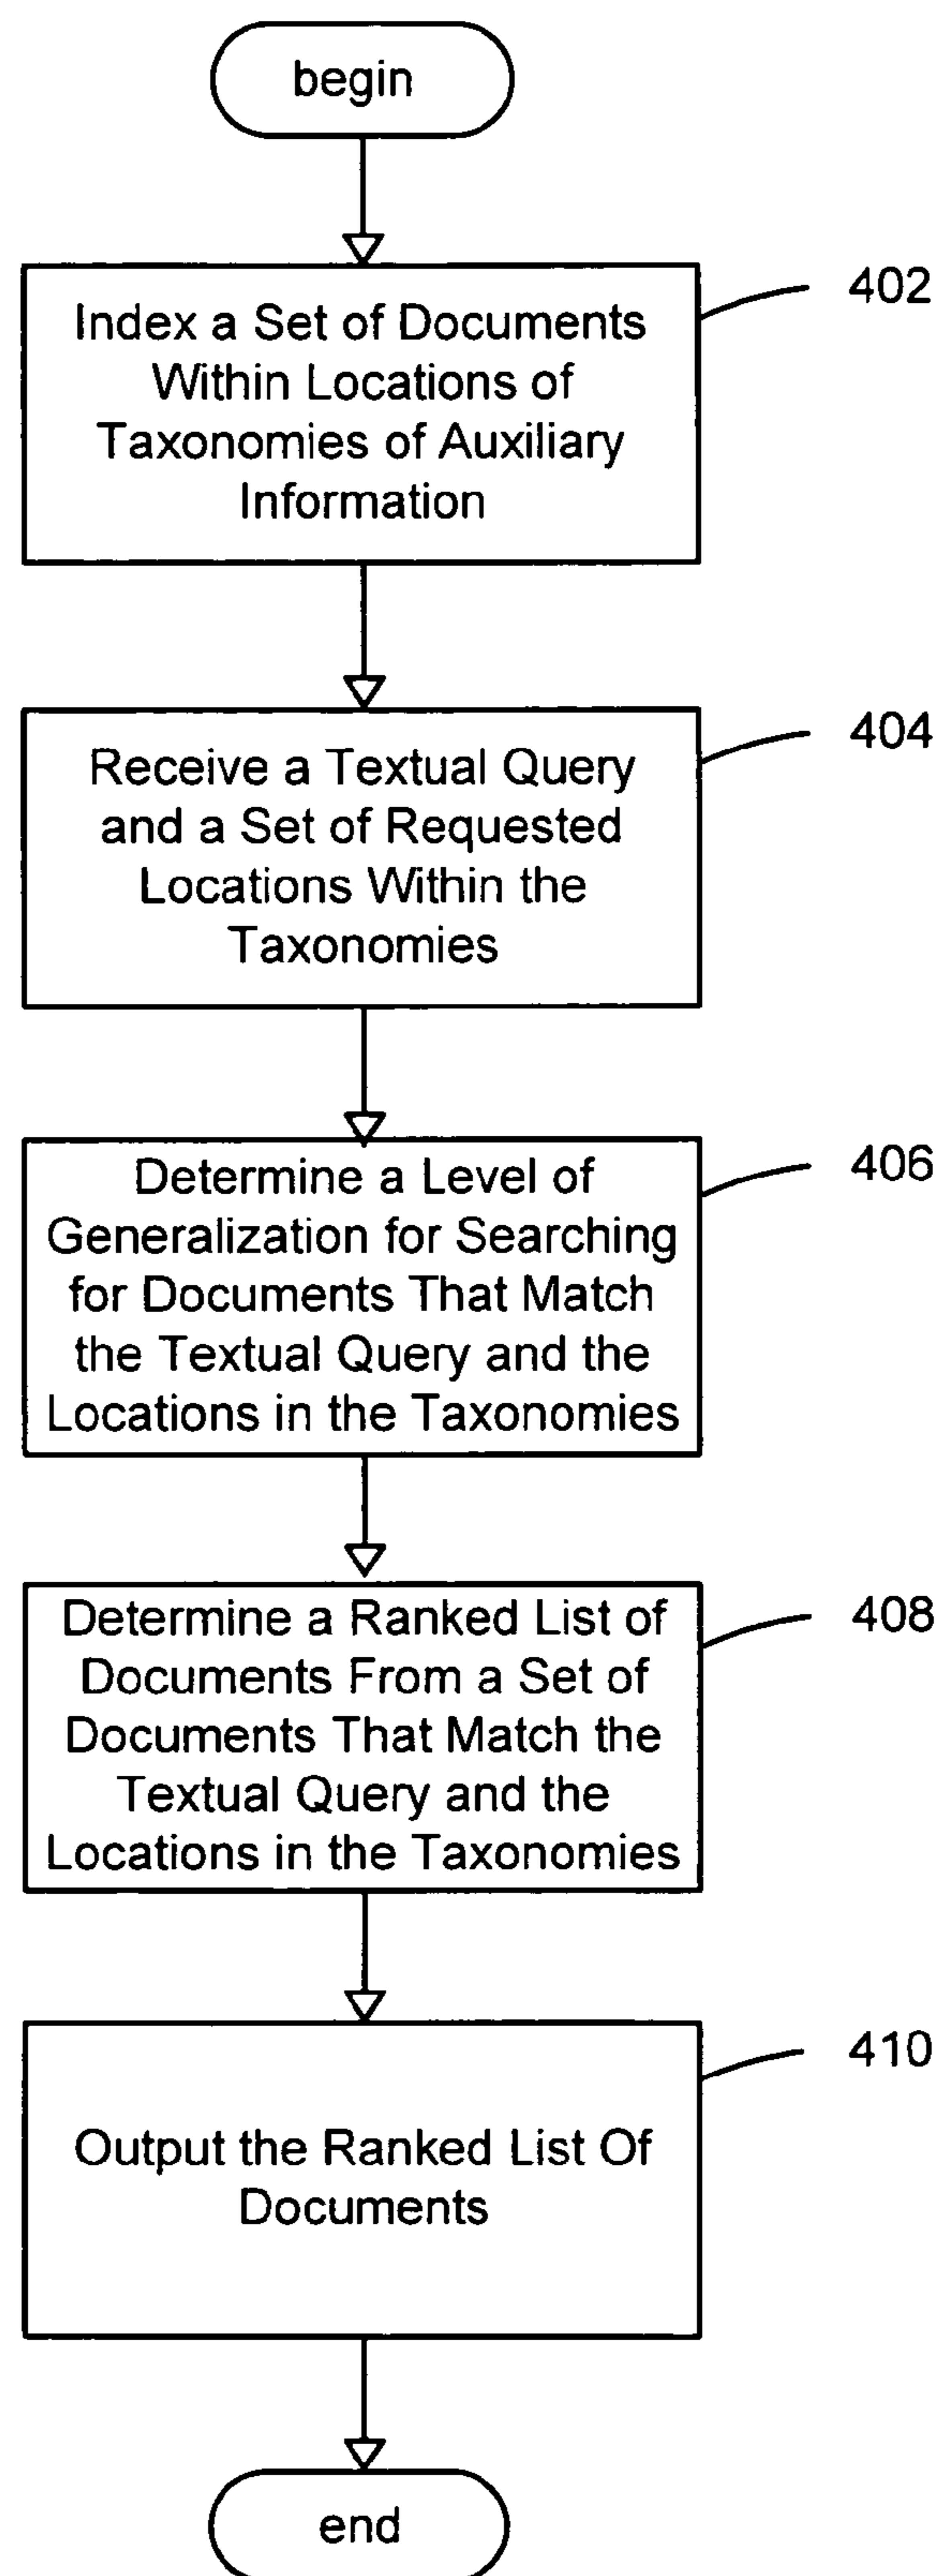 begin
402
Index a Set of Documents
Within Locations of
Taxonomies of Auxiliary
Information
404
Receive a Textual Query
and a Set of Requested
Locations Within the
Taxonomies
406
Determine a Level of
Generalization for Searching
for Documents That Match
the Textual Query and the
Locations in the Taxonomies
408
Determine a Ranked List of
Documents From a Set of
Documents That Match the
Textual Query and the
Locations in the Taxonomies
410
Output the Ranked List Of
Documents
end